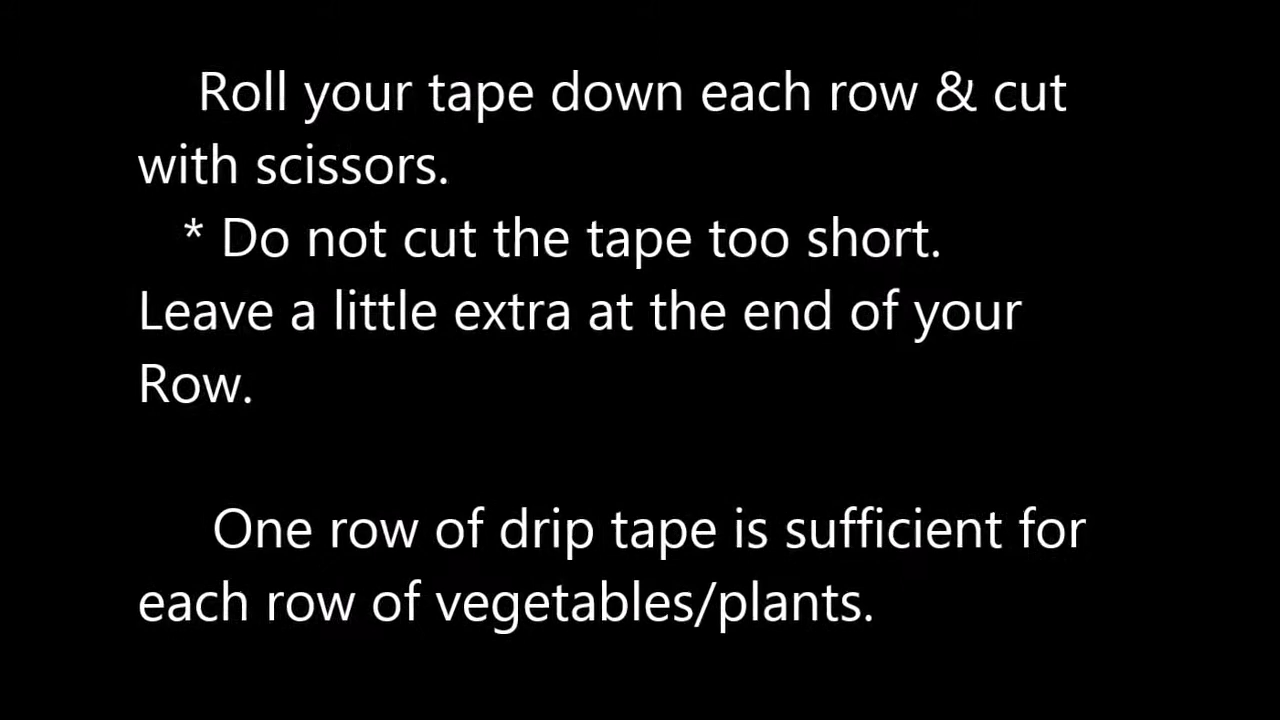 Roll your tape down each row & cut
with scissors.
* Do not cut the tape too short.
Leave a little extra at the end of your
Row.
One row of drip tape is sufficient for
each row of vegetables/plants.